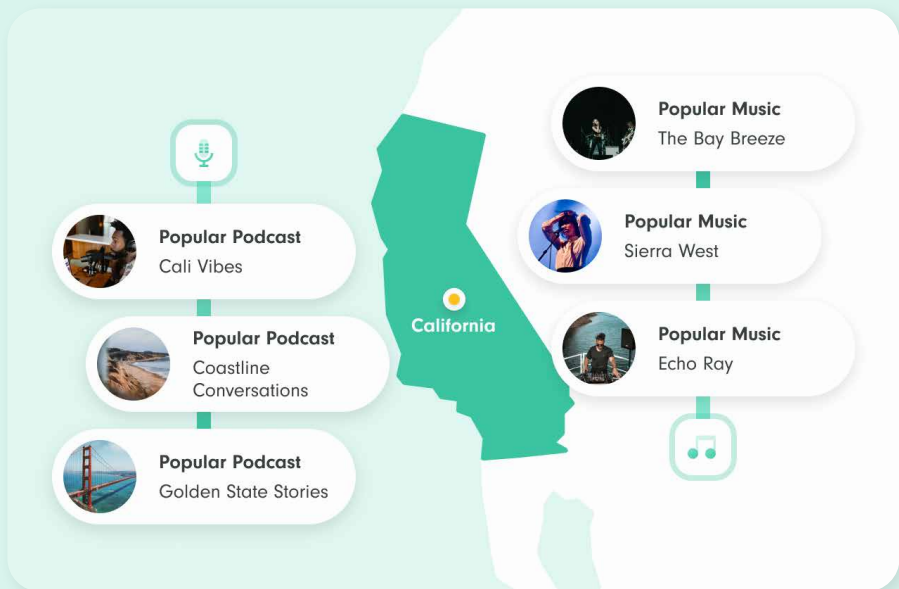 Popular Podcast
Cali Vibes
Popular Podcast
Coastline
Conversations
Popular Podcast
Golden State Stories
California
Popular Music
The Bay Breeze
Popular Music
Sierra West
Popular Music
Echo Ray